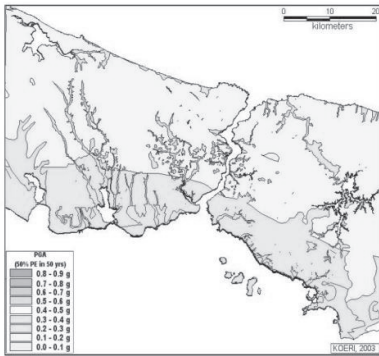 0 10 20
kilometers
PGA
(50% PE in 50 yrs)
0.8 - 0.9 g
0.7 - 0.8 g
0.6 - 0.7 g
0.5 - 0.6 g
0.4 - 0.5 g
0.3 - 0.4 g
0.2 - 0.3 g
0.1 - 0.2 g
0.0 - 0.1 g
KOERI, 2003